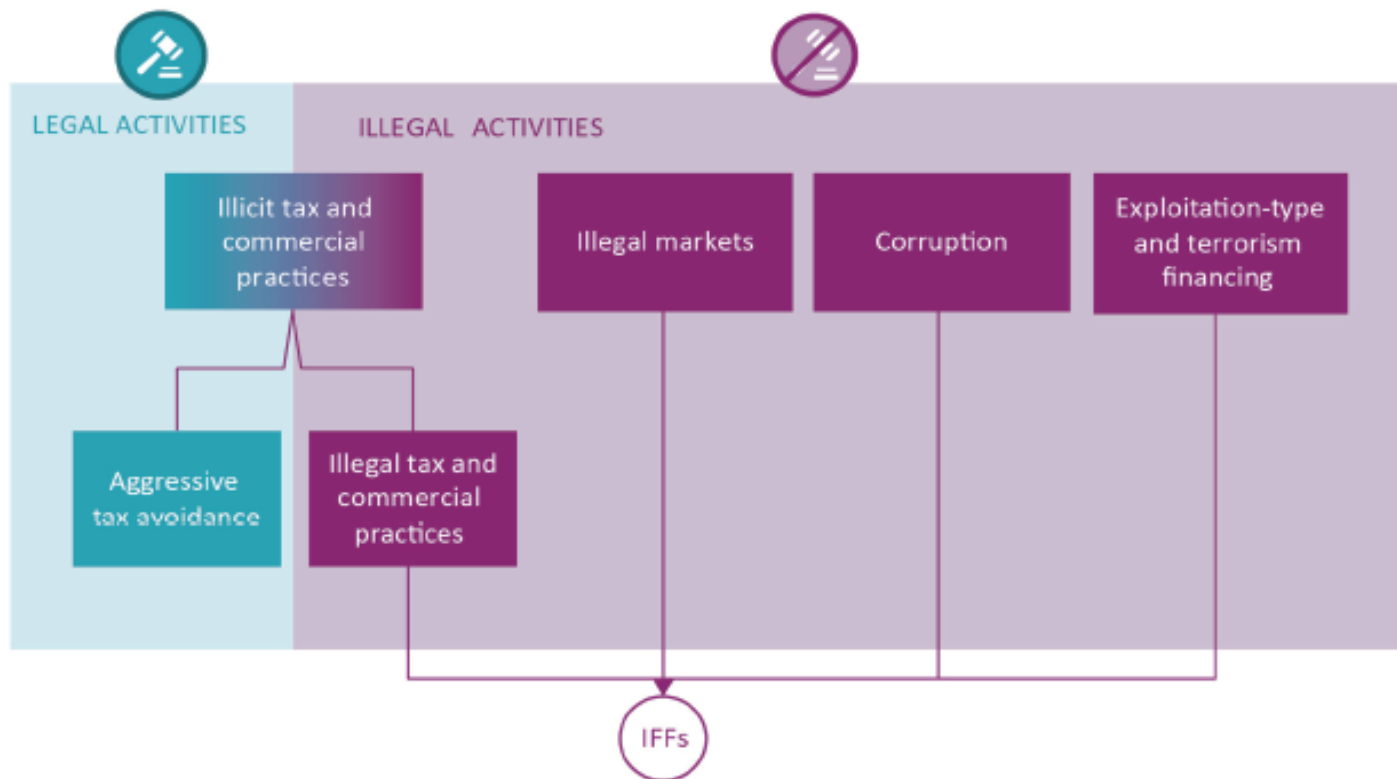 LEGAL ACTIVITIES
ILLEGAL ACTIVITIES
Illicit tax and
commercial
practices
Illegal markets
Corruption
Exploitation-type
and terrorism
financing
Aggressive
tax avoidance
Illegal tax and
commercial
practices
IFFs